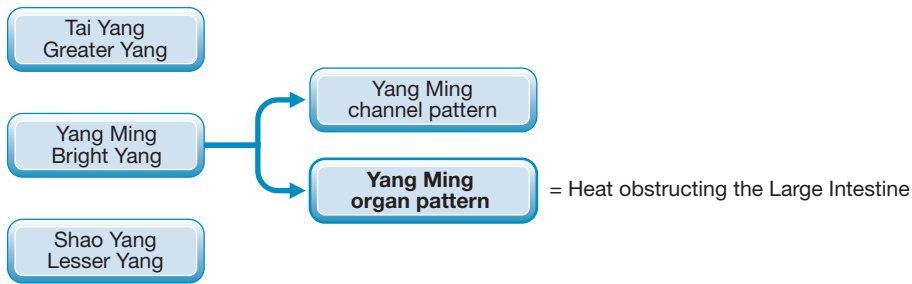 Tai Yang
Greater Yang
Yang Ming
Bright Yang
Yang Ming
channel pattern
Yang Ming
organ pattern
= Heat obstructing the Large Intestine
Shao Yang
Lesser Yang